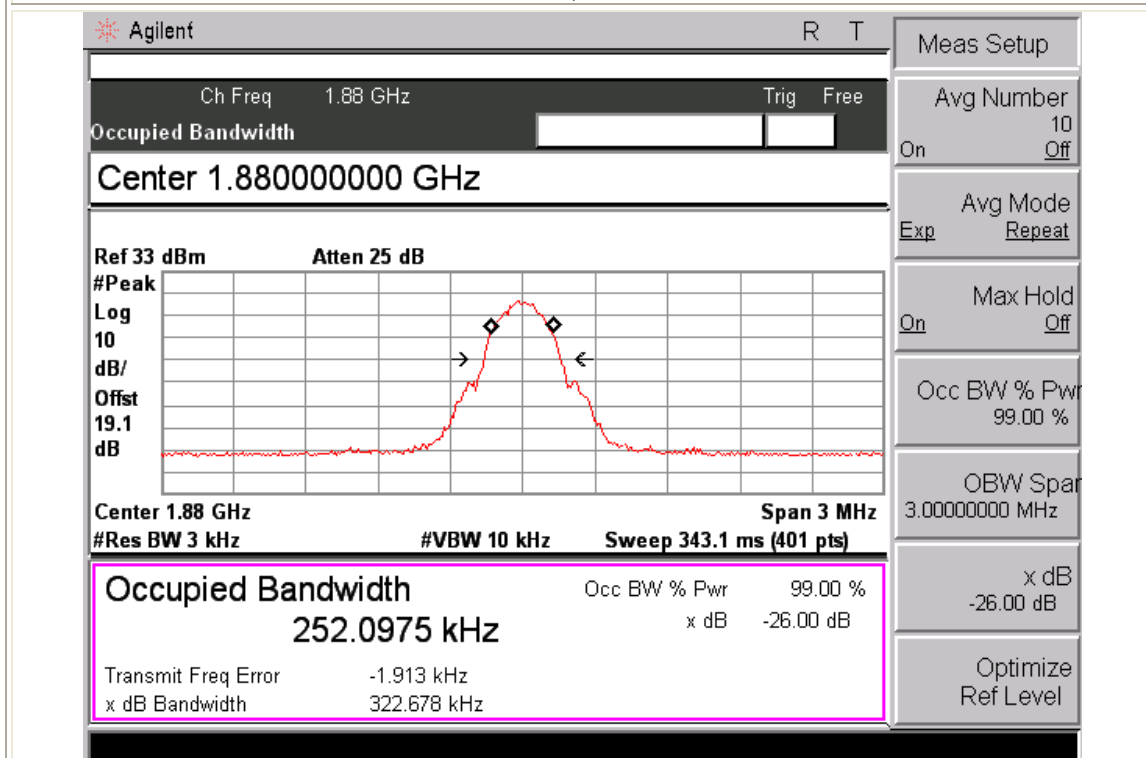 Agilent R T
Ch Freq 1.88 GHz Trig Free
Occupied Bandwidth
Center 1.880000000 GHz
Ref 33 dBm Atten 25 dB
#Peak
Log
10
dB/
Offst
19.1
dB
Center 1.88 GHz Span 3 MHz
#Res BW 3 kHz #VBW 10 kHz Sweep 343.1 ms (401 pts)
Occupied Bandwidth Occ BW % Pwr 99.00 %
252.0975 kHz x dB -26.00 dB
Transmit Freq Error -1.913 kHz
x dB Bandwidth 322.678 kHz
Meas Setup
Avg Number
10
On Off
Avg Mode
Exp Repeat
Max Hold
On Off
Occ BW % Pwr
99.00 %
OBW Span
3.00000000 MHz
x dB
-26.00 dB
Optimize
Ref Level